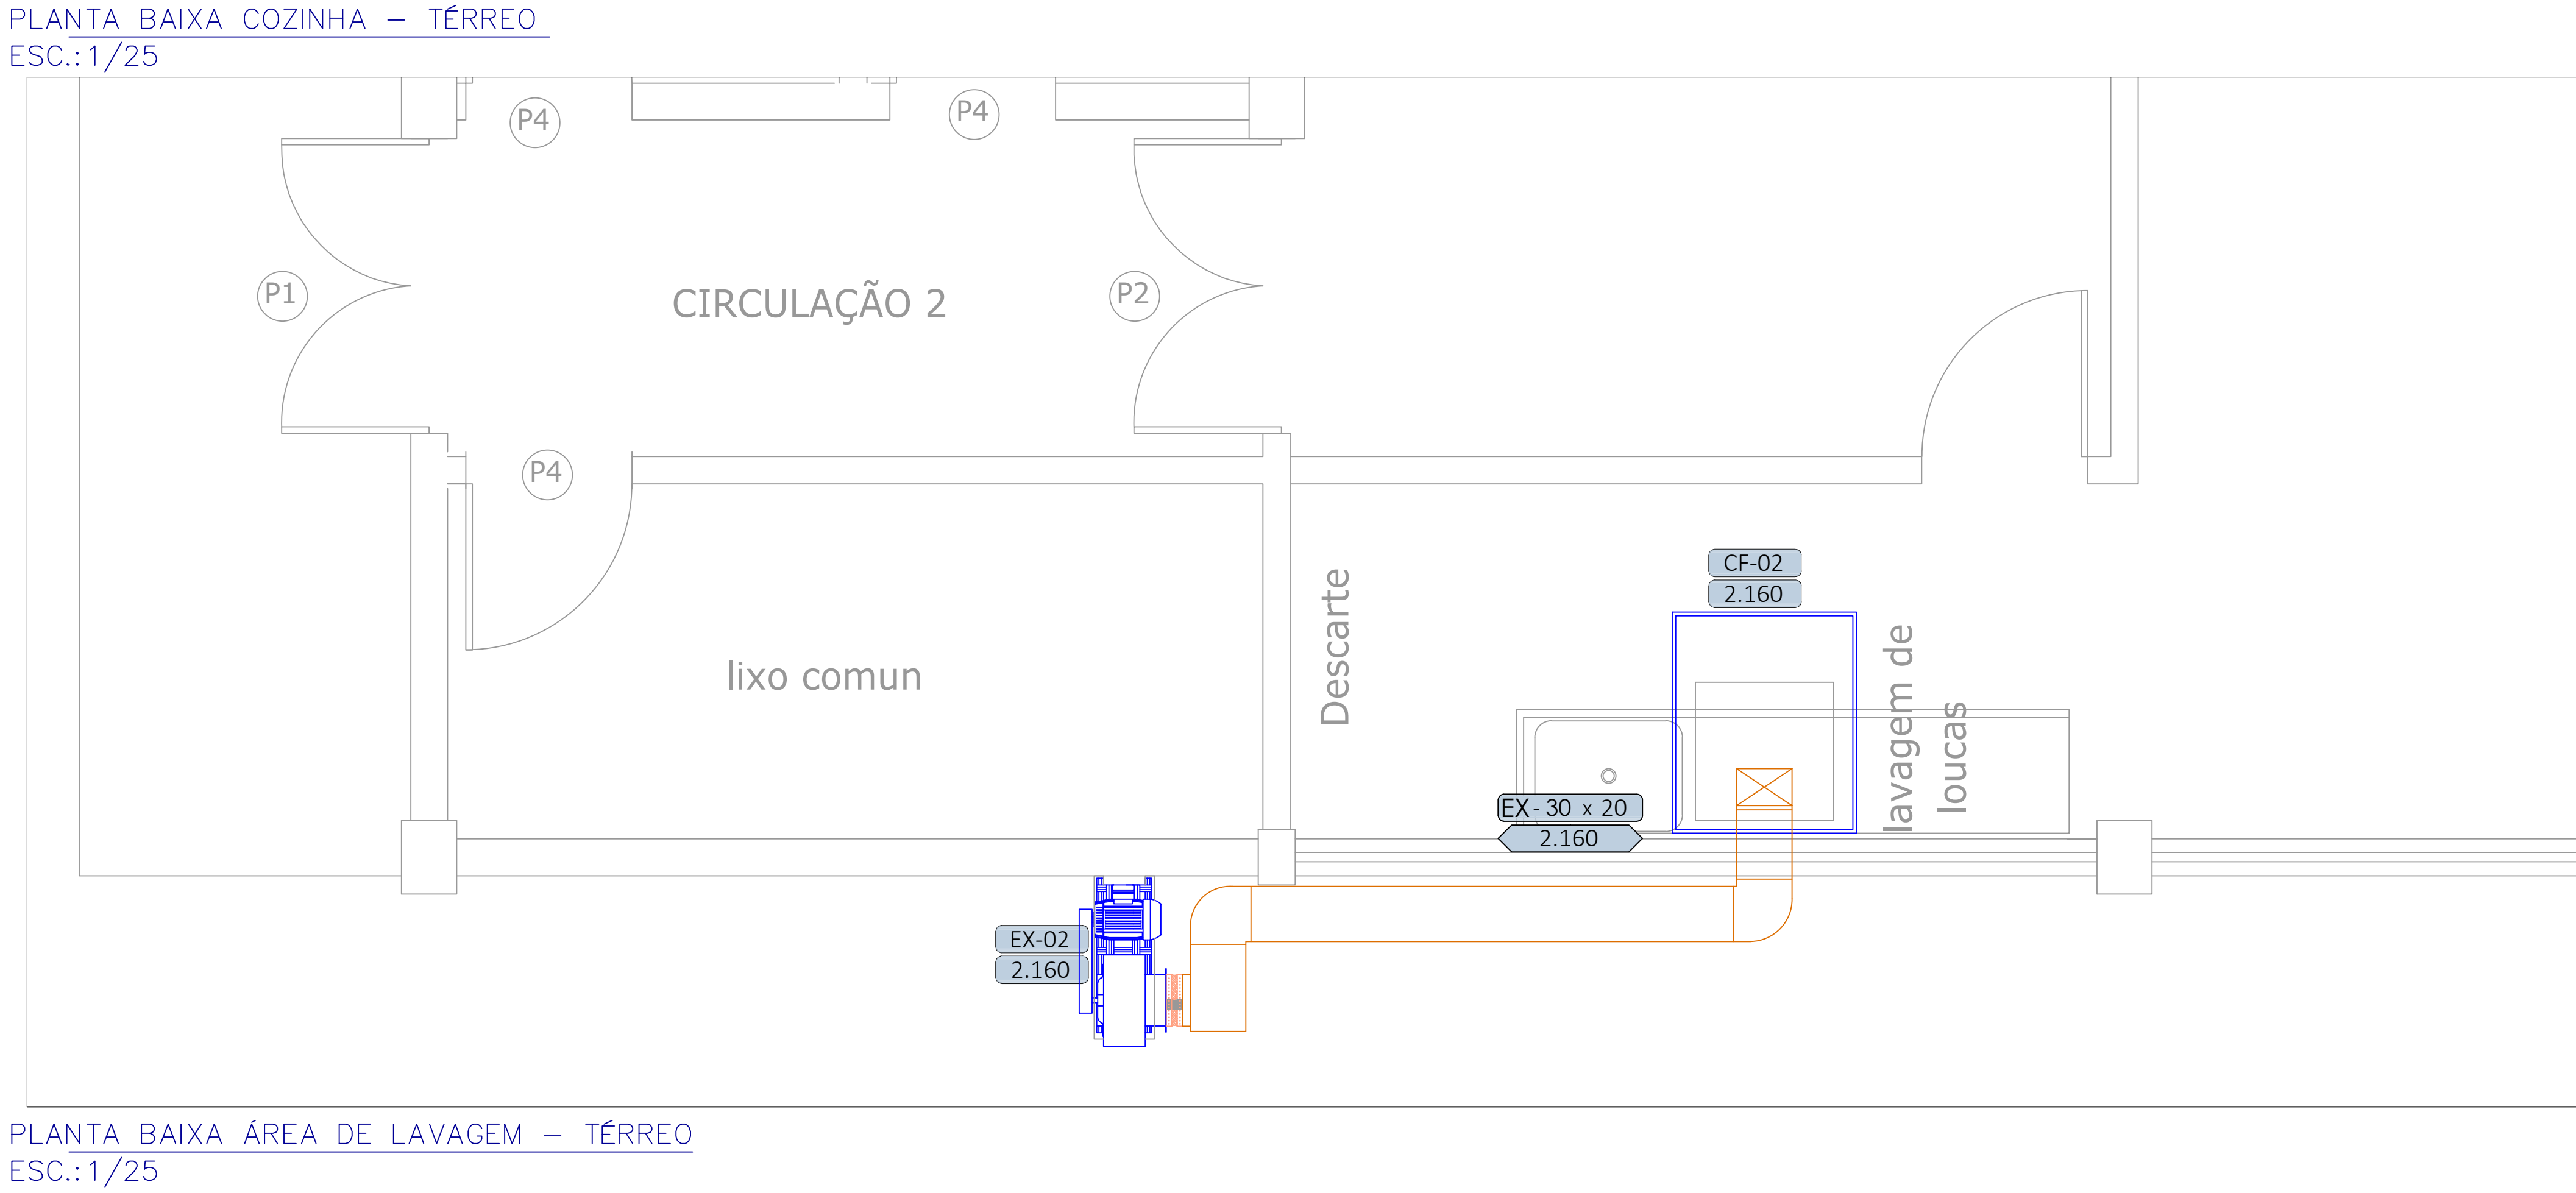 PLANTA BAIXA COZINHA – TÉRREO
ESC.:1/25
P4
P4
P1
CIRCULAÇÃO 2
P2
P4
CF-02
2.160
Descarte
lixo comun
lavagem de
loucas
EX- 30 x 20
2.160
EX-02
2.160
PLANTA BAIXA ÁREA DE LAVAGEM – TÉRREO
ESC.:1/25